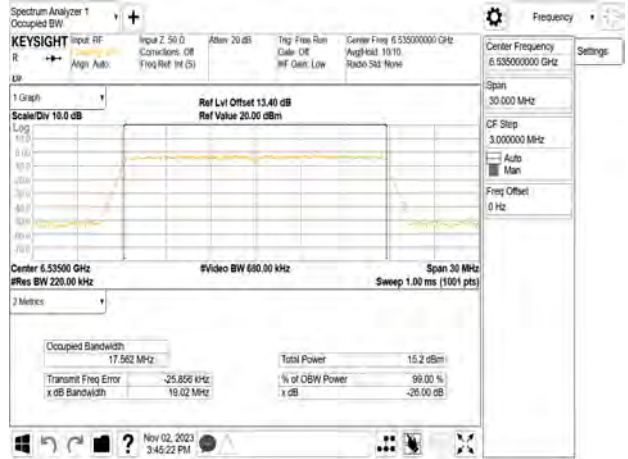 Spectrum Analyzer 1
Occupied BW
Frequency
KEYSIGHT
Input: RF
Input Z: 50 Ω
Atten: 20 dB
Trig: Free Run
Center Freq: 6.535000000 GHz
R
Corrections: Off
Gate: Off
Avg|Hold: 10/10
Align: Auto
Freq Ref: Int (S)
#IF Gain: Low
Radio Std: None
Center Frequency
6.535000000 GHz
Settings
Span
30.000 MHz
CF Step
3.000000 MHz
Auto
Man
Freq Offset
0 Hz
1 Graph
Scale/Div 10.0 dB
Ref Lvl Offset 13.40 dB
Ref Value 20.00 dBm
Log
Center 6.53500 GHz
#Video BW 680.00 kHz
Span 30 MHz
#Res BW 220.00 kHz
Sweep 1.00 ms (1001 pts)
2 Metrics
Occupied Bandwidth
17.562 MHz
Total Power
15.2 dBm
Transmit Freq Error
-25.856 kHz
% of OBW Power
99.00 %
x dB Bandwidth
19.02 MHz
x dB
-26.00 dB
Nov 02, 2023
3:45:22 PM